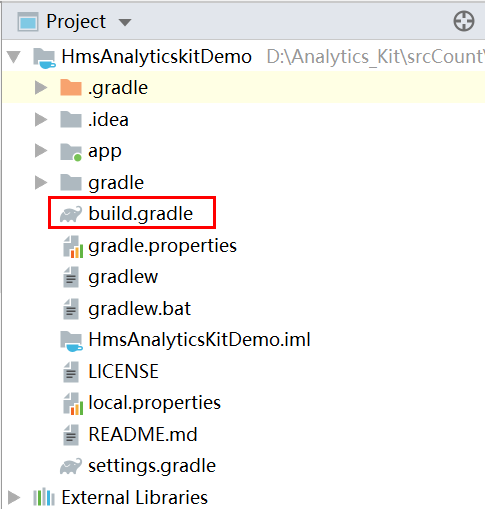 Project
HmsAnalyticskitDemo D:\Analytics_Kit\srcCount\
.gradle
.idea
app
gradle
build.gradle
gradle.properties
gradlew
gradlew.bat
HmsAnalyticsKitDemo.iml
LICENSE
local.properties
README.md
settings.gradle
External Libraries